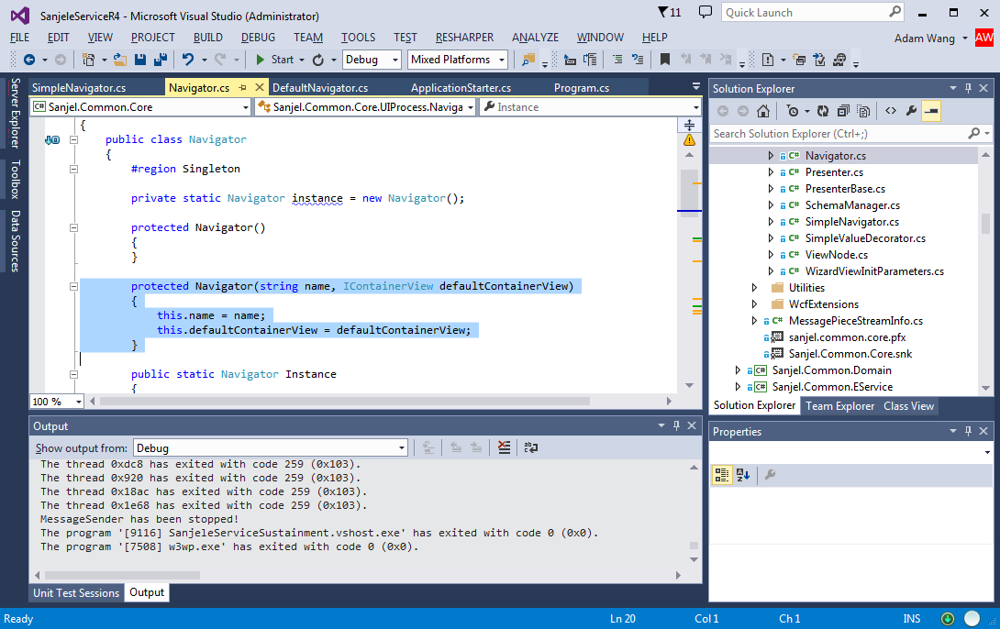 SanjeleServiceR4 - Microsoft Visual Studio (Administrator)
11
Quick Launch
FILE EDIT VIEW PROJECT BUILD DEBUG TEAM TOOLS TEST RESHARPER ANALYZE WINDOW HELP
Adam Wang AW
Start Debug Mixed Platforms
Server Explorer
Toolbox
Data Sources
SimpleNavigator.cs Navigator.cs DefaultNavigator.cs ApplicationStarter.cs Program.cs
C# Sanjel.Common.Core Sanjel.Common.Core.UIProcess.Naviga Instance
{
public class Navigator
{
#region Singleton
private static Navigator instance = new Navigator();
protected Navigator()
{
}
protected Navigator(string name, IContainerView defaultContainerView)
{
this.name = name;
this.defaultContainerView = defaultContainerView;
}
public static Navigator Instance
{
100 %
Output
Show output from: Debug
The thread 0xdc8 has exited with code 259 (0x103).
The thread 0x920 has exited with code 259 (0x103).
The thread 0x18ac has exited with code 259 (0x103).
The thread 0x1e68 has exited with code 259 (0x103).
MessageSender has been stopped!
The program '[9116] SanjeleServiceSustainment.vshost.exe' has exited with code 0 (0x0).
The program '[7508] w3wp.exe' has exited with code 0 (0x0).
Unit Test Sessions Output
Solution Explorer
Search Solution Explorer (Ctrl+;)
C# Navigator.cs
C# Presenter.cs
C# PresenterBase.cs
C# SchemaManager.cs
C# SimpleNavigator.cs
C# SimpleValueDecorator.cs
C# ViewNode.cs
C# WizardViewInitParameters.cs
Utilities
WcfExtensions
C# MessagePieceStreamInfo.cs
sanjel.common.core.pfx
Sanjel.Common.Core.snk
C# Sanjel.Common.Domain
C# Sanjel.Common.EService
Solution Explorer Team Explorer Class View
Properties
Ready Ln 20 Col 1 Ch 1 INS